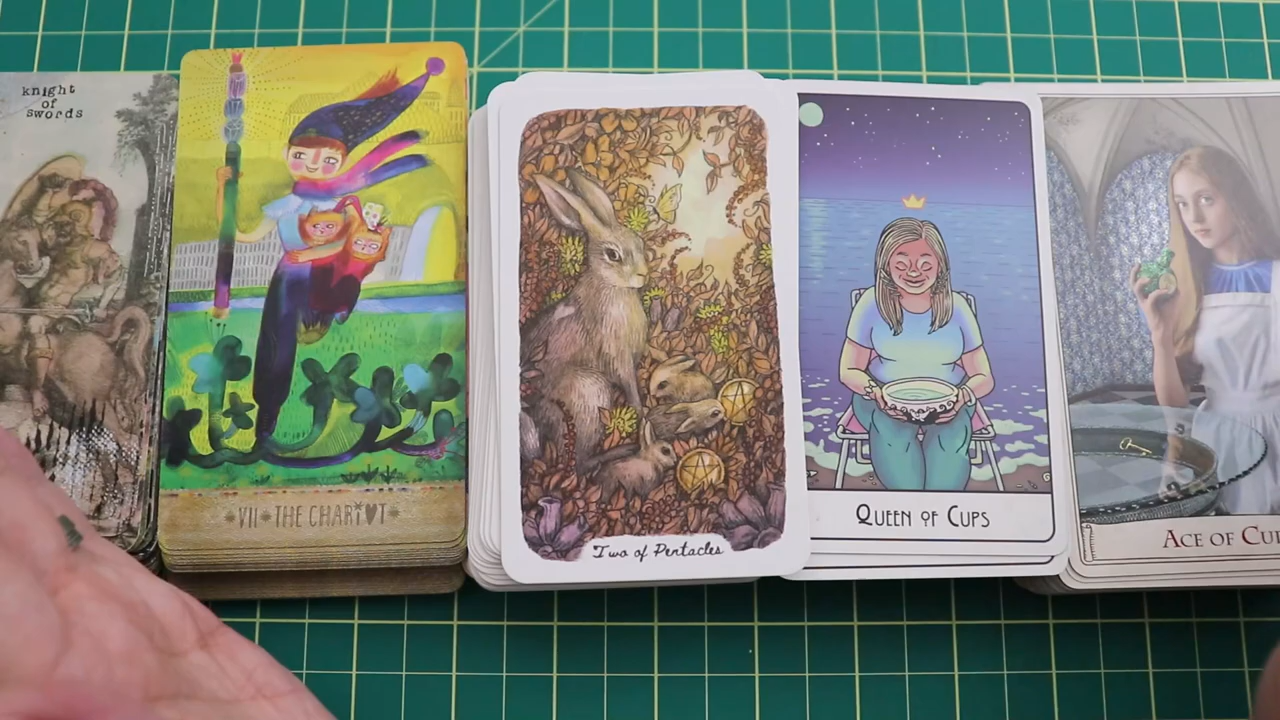 knight
of
swords
VII THE CHARIOT
Two of Pentacles
Queen of Cups
Ace of Cu